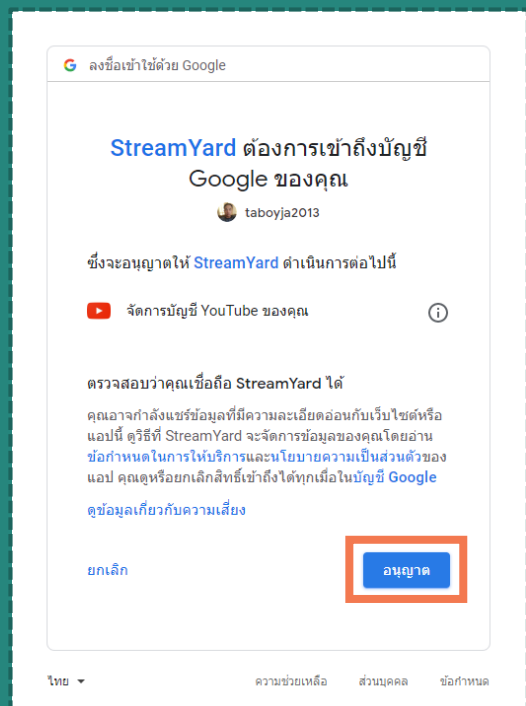 ลงชื่อเข้าใช้ด้วย Google
StreamYard ต้องการเข้าถึงบัญชี
Google ของคุณ
taboyja2013
ซึ่งจะอนุญาตให้ StreamYard ดำเนินการต่อไปนี้
จัดการบัญชี YouTube ของคุณ
ตรวจสอบว่าคุณเชื่อถือ StreamYard ได้
คุณอาจกำลังแชร์ข้อมูลที่มีความละเอียดอ่อนกับเว็บไซต์หรือ
แอปนี้ ดูวิธีที่ StreamYard จะจัดการข้อมูลของคุณโดยอ่าน
ข้อกำหนดในการให้บริการและนโยบายความเป็นส่วนตัวของ
แอป คุณดูหรือยกเลิกสิทธิ์เข้าถึงได้ทุกเมื่อในบัญชี Google
ดูข้อมูลเกี่ยวกับความเสี่ยง
ยกเลิก อนุญาต
ไทย ความช่วยเหลือ ส่วนบุคคล ข้อกำหนด